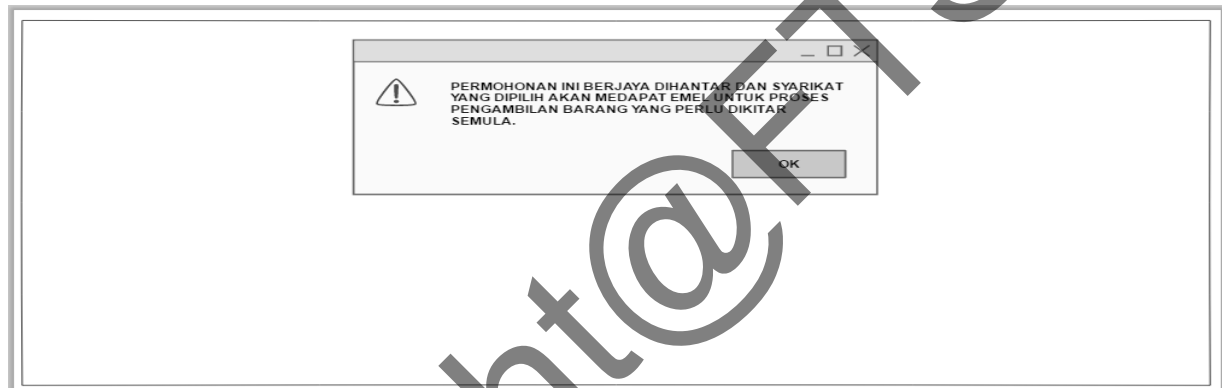 PERMOHONAN INI BERJAYA DIHANTAR DAN SYARIKAT
YANG DIPILIH AKAN MEDAPAT EMEL UNTUK PROSES
PENGAMBILAN BARANG YANG PERLU DIKITAR
SEMULA.
OK